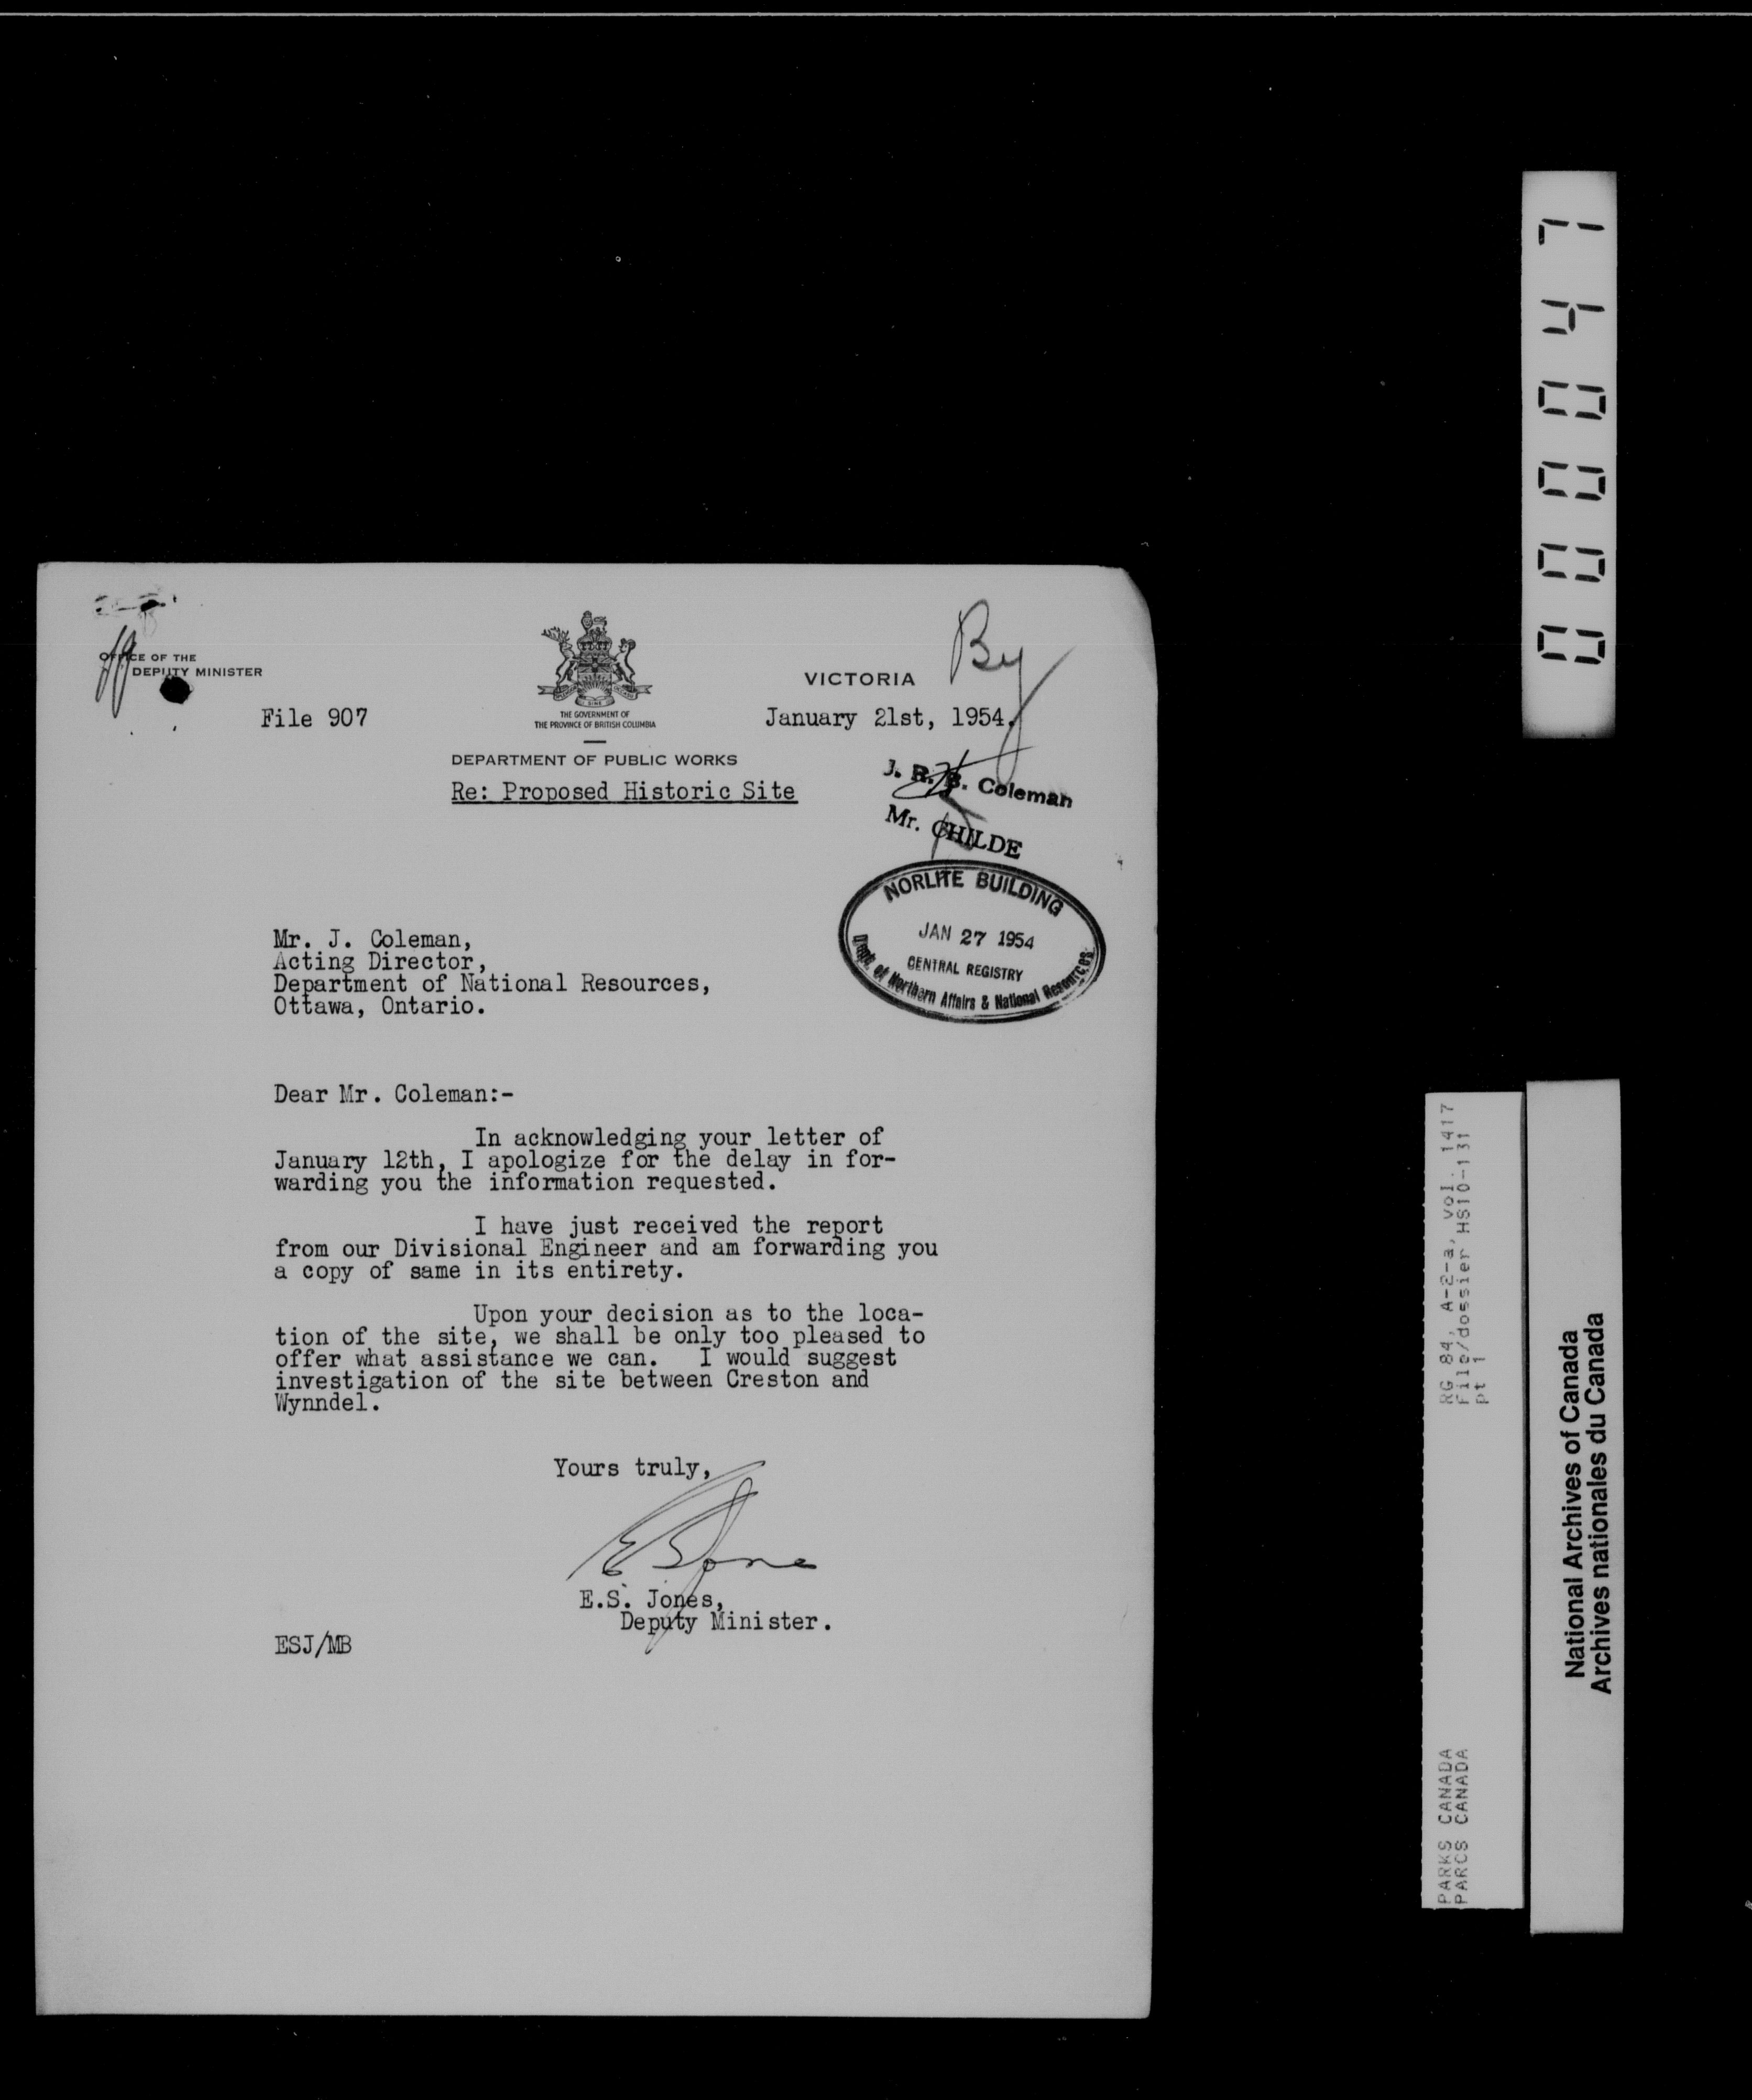 OFFICE OF THE
DEPUTY MINISTER
File 907
THE GOVERNMENT OF
THE PROVINCE OF BRITISH COLUMBIA
DEPARTMENT OF PUBLIC WORKS
Re: Proposed Historic Site
By
VICTORIA
January 21st, 1954.
J. R. B. Coleman
Mr. CHILDE
NORLITE BUILDING
JAN 27 1954
CENTRAL REGISTRY
Dept. of Northern Affairs & National Resources
Mr. J. Coleman,
Acting Director,
Department of National Resources,
Ottawa, Ontario.
Dear Mr. Coleman:-
In acknowledging your letter of
January 12th, I apologize for the delay in for-
warding you the information requested.
I have just received the report
from our Divisional Engineer and am forwarding you
a copy of same in its entirety.
Upon your decision as to the loca-
tion of the site, we shall be only too pleased to
offer what assistance we can. I would suggest
investigation of the site between Creston and
Wynndel.
Yours truly,
E S Jones
E.S. Jones,
Deputy Minister.
ESJ/MB
RG 84, A-2-a, vol. 1417
File/dossier HS10-131
pt 1
PARKS CANADA
PARCS CANADA
National Archives of Canada
Archives nationales du Canada